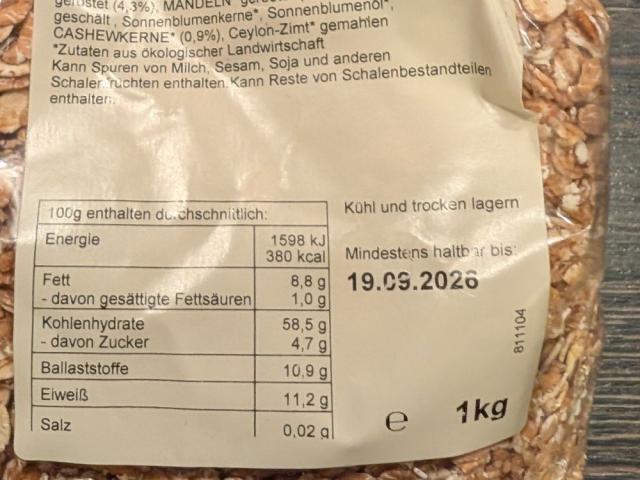 geröstet (4,3%), MANDELN
geschält, Sonnenblumenkerne*, Sonnenblumenöl*,
CASHEWKERNE* (0,9%), Ceylon-Zimt* gemahlen
*Zutaten aus ökologischer Landwirtschaft
Kann Spuren von Milch, Sesam, Soja und anderen
Schalenfrüchten enthalten. Kann Reste von Schalenbestandteilen
enthalten.
100g enthalten durchschnittlich:
Energie 1598 kJ
380 kcal
Fett 8,8 g
- davon gesättigte Fettsäuren 1,0 g
Kohlenhydrate 58,5 g
- davon Zucker 4,7 g
Ballaststoffe 10,9 g
Eiweiß 11,2 g
Salz 0,02 g
Kühl und trocken lagern
Mindestens haltbar bis:
19.09.2026
811104
e 1kg